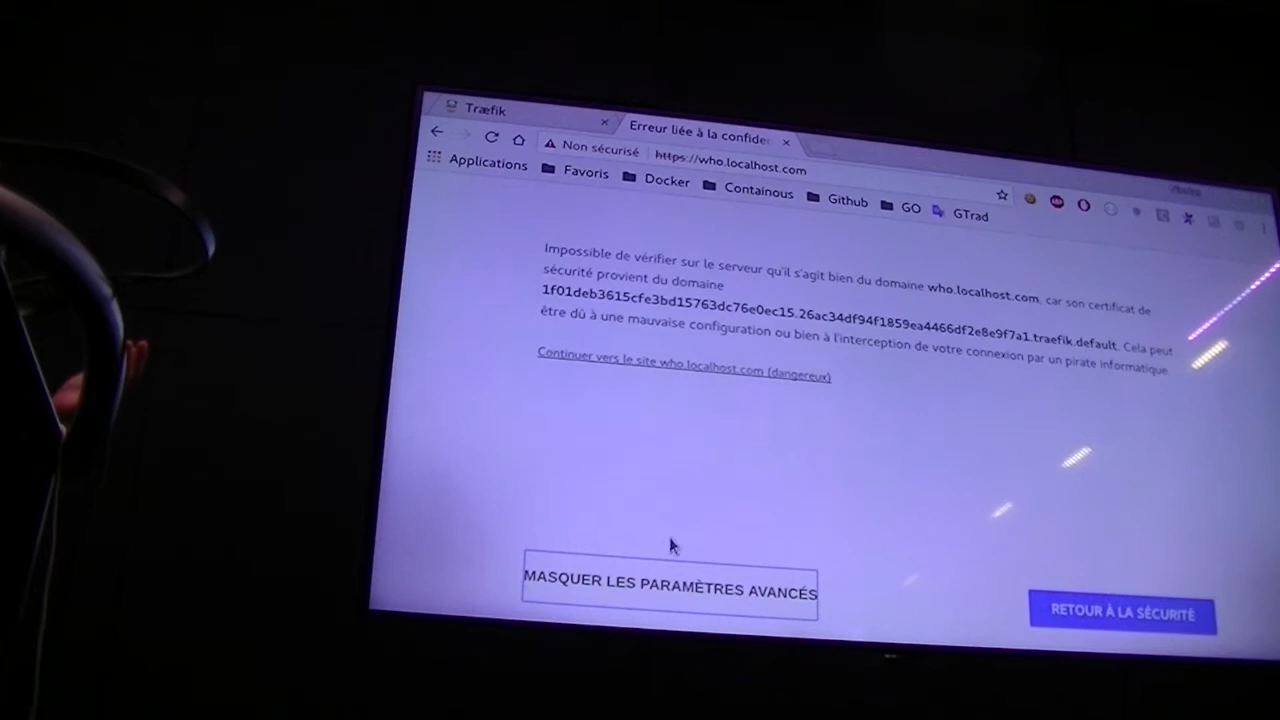 Træfik
Erreur liée à la confide
Non sécurisé https://who.localhost.com
Applications Favoris Docker Containous Github GO GTrad
Impossible de vérifier sur le serveur qu'il s'agit bien du domaine who.localhost.com, car son certificat de
sécurité provient du domaine
1f01deb3615cfe3bd15763dc76e0ec15.26ac34df94f1859ea4466df2e8e9f7a1.traefik.default. Cela peut
être dû à une mauvaise configuration ou bien à l'interception de votre connexion par un pirate informatique.
Continuer vers le site who.localhost.com (dangereux)
MASQUER LES PARAMÈTRES AVANCÉS
RETOUR À LA SÉCURITÉ